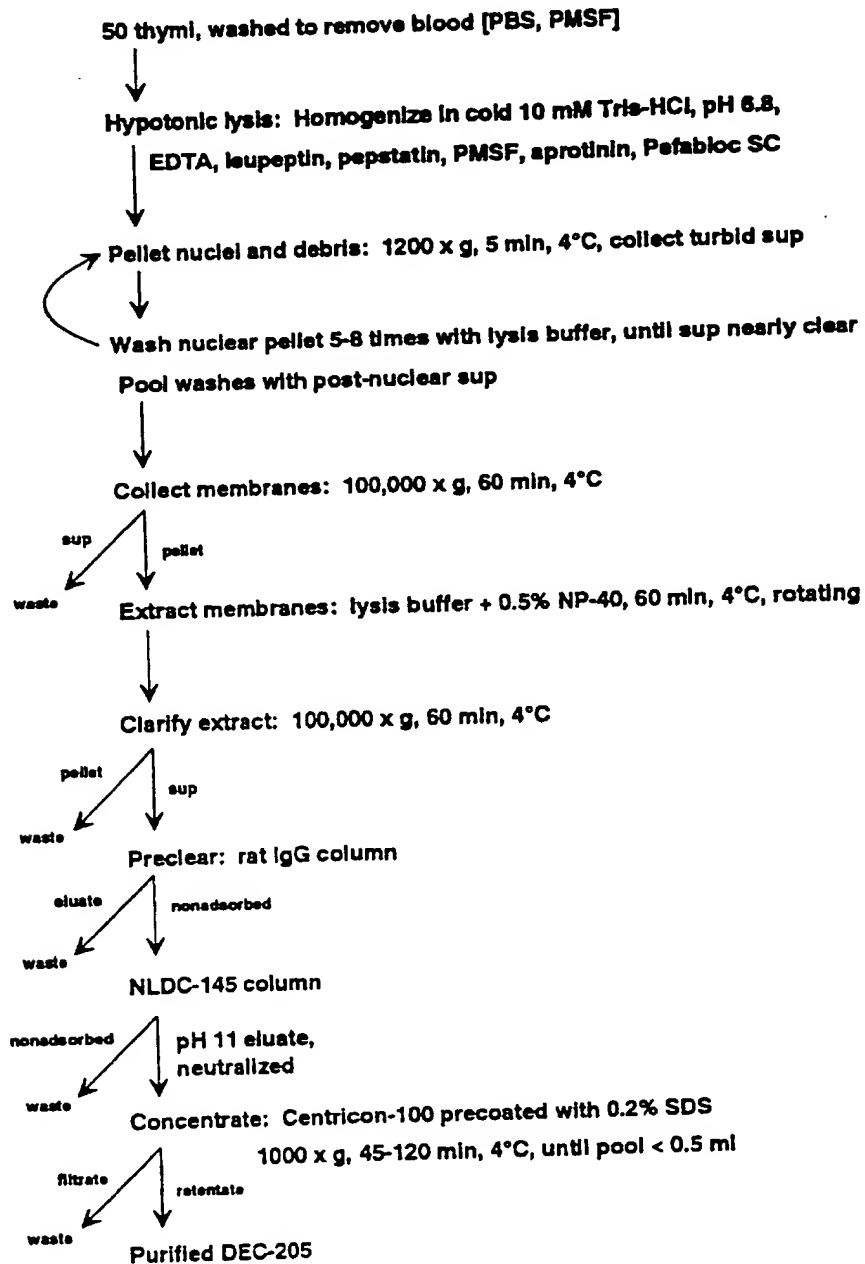 50 thymi, washed to remove blood [PBS, PMSF]
Hypotonic lysis: Homogenize in cold 10 mM Tris-HCl, pH 6.8,
EDTA, leupeptin, pepstatin, PMSF, aprotinin, Pefabloc SC
Pellet nuclei and debris: 1200 x g, 5 min, 4°C, collect turbid sup
Wash nuclear pellet 5-8 times with lysis buffer, until sup nearly clear
Pool washes with post-nuclear sup
Collect membranes: 100,000 x g, 60 min, 4°C
sup
pellet
waste
Extract membranes: lysis buffer + 0.5% NP-40, 60 min, 4°C, rotating
Clarify extract: 100,000 x g, 60 min, 4°C
pellet
sup
waste
Preclear: rat IgG column
eluate
nonadsorbed
waste
NLDC-145 column
nonadsorbed
pH 11 eluate,
neutralized
waste
Concentrate: Centricon-100 precoated with 0.2% SDS
1000 x g, 45-120 min, 4°C, until pool < 0.5 ml
filtrate
retentate
waste
Purified DEC-205